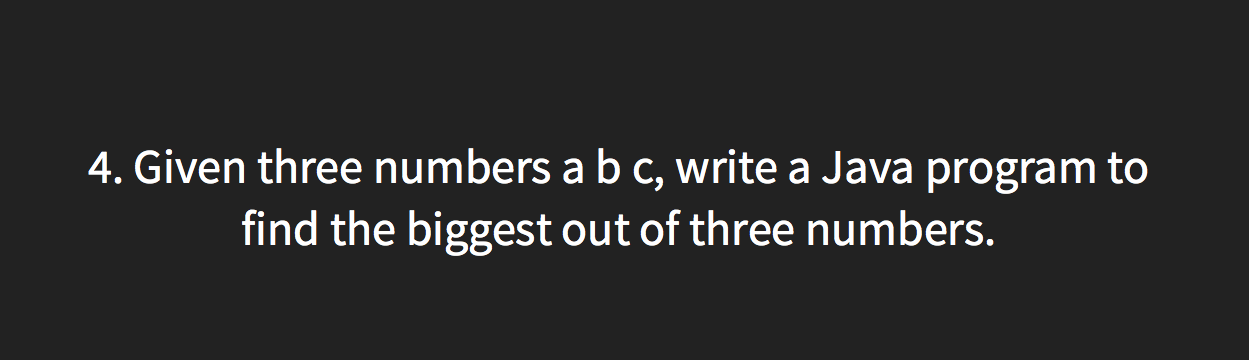 4. Given three numbers a b c, write a Java program to
find the biggest out of three numbers.